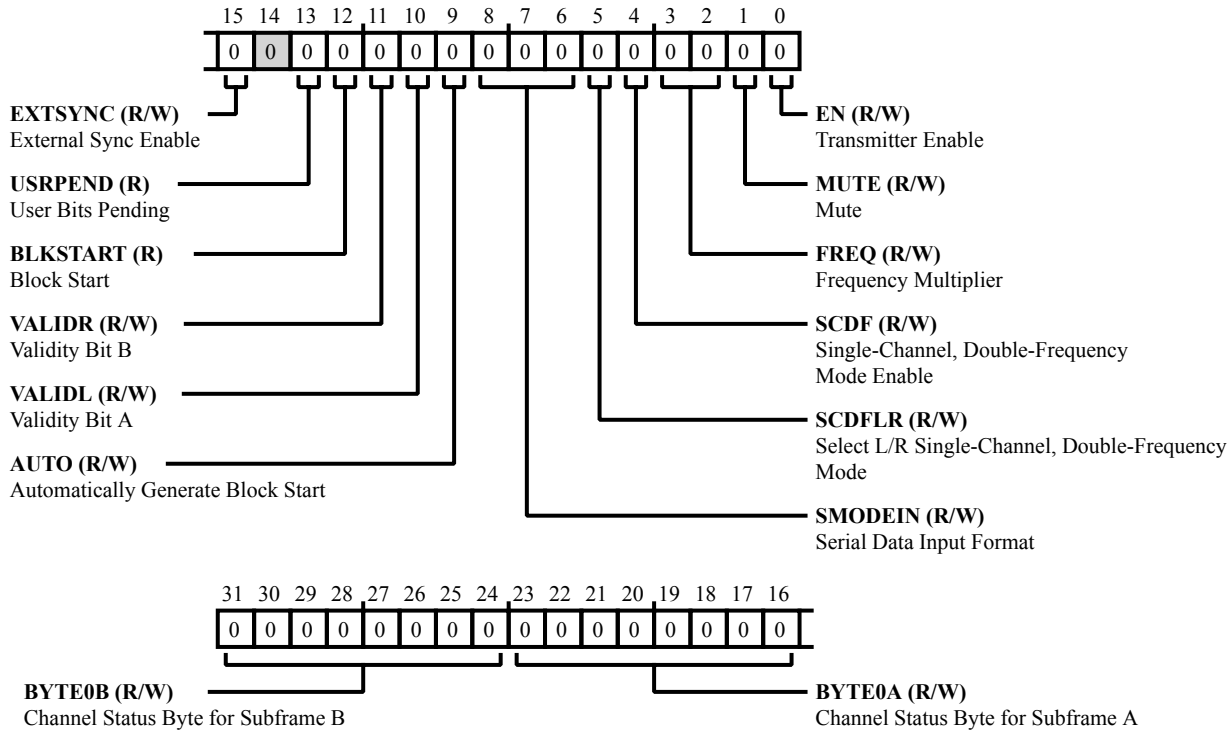 15 14 13 12 11 10 9 8 7 6 5 4 3 2 1 0
0 0 0 0 0 0 0 0 0 0 0 0 0 0 0 0
EXTSYNC (R/W)
External Sync Enable
USRPEND (R)
User Bits Pending
BLKSTART (R)
Block Start
VALIDR (R/W)
Validity Bit B
VALIDL (R/W)
Validity Bit A
AUTO (R/W)
Automatically Generate Block Start
EN (R/W)
Transmitter Enable
MUTE (R/W)
Mute
FREQ (R/W)
Frequency Multiplier
SCDF (R/W)
Single-Channel, Double-Frequency
Mode Enable
SCDFLR (R/W)
Select L/R Single-Channel, Double-Frequency
Mode
SMODEIN (R/W)
Serial Data Input Format
31 30 29 28 27 26 25 24 23 22 21 20 19 18 17 16
0 0 0 0 0 0 0 0 0 0 0 0 0 0 0 0
BYTE0B (R/W)
Channel Status Byte for Subframe B
BYTE0A (R/W)
Channel Status Byte for Subframe A